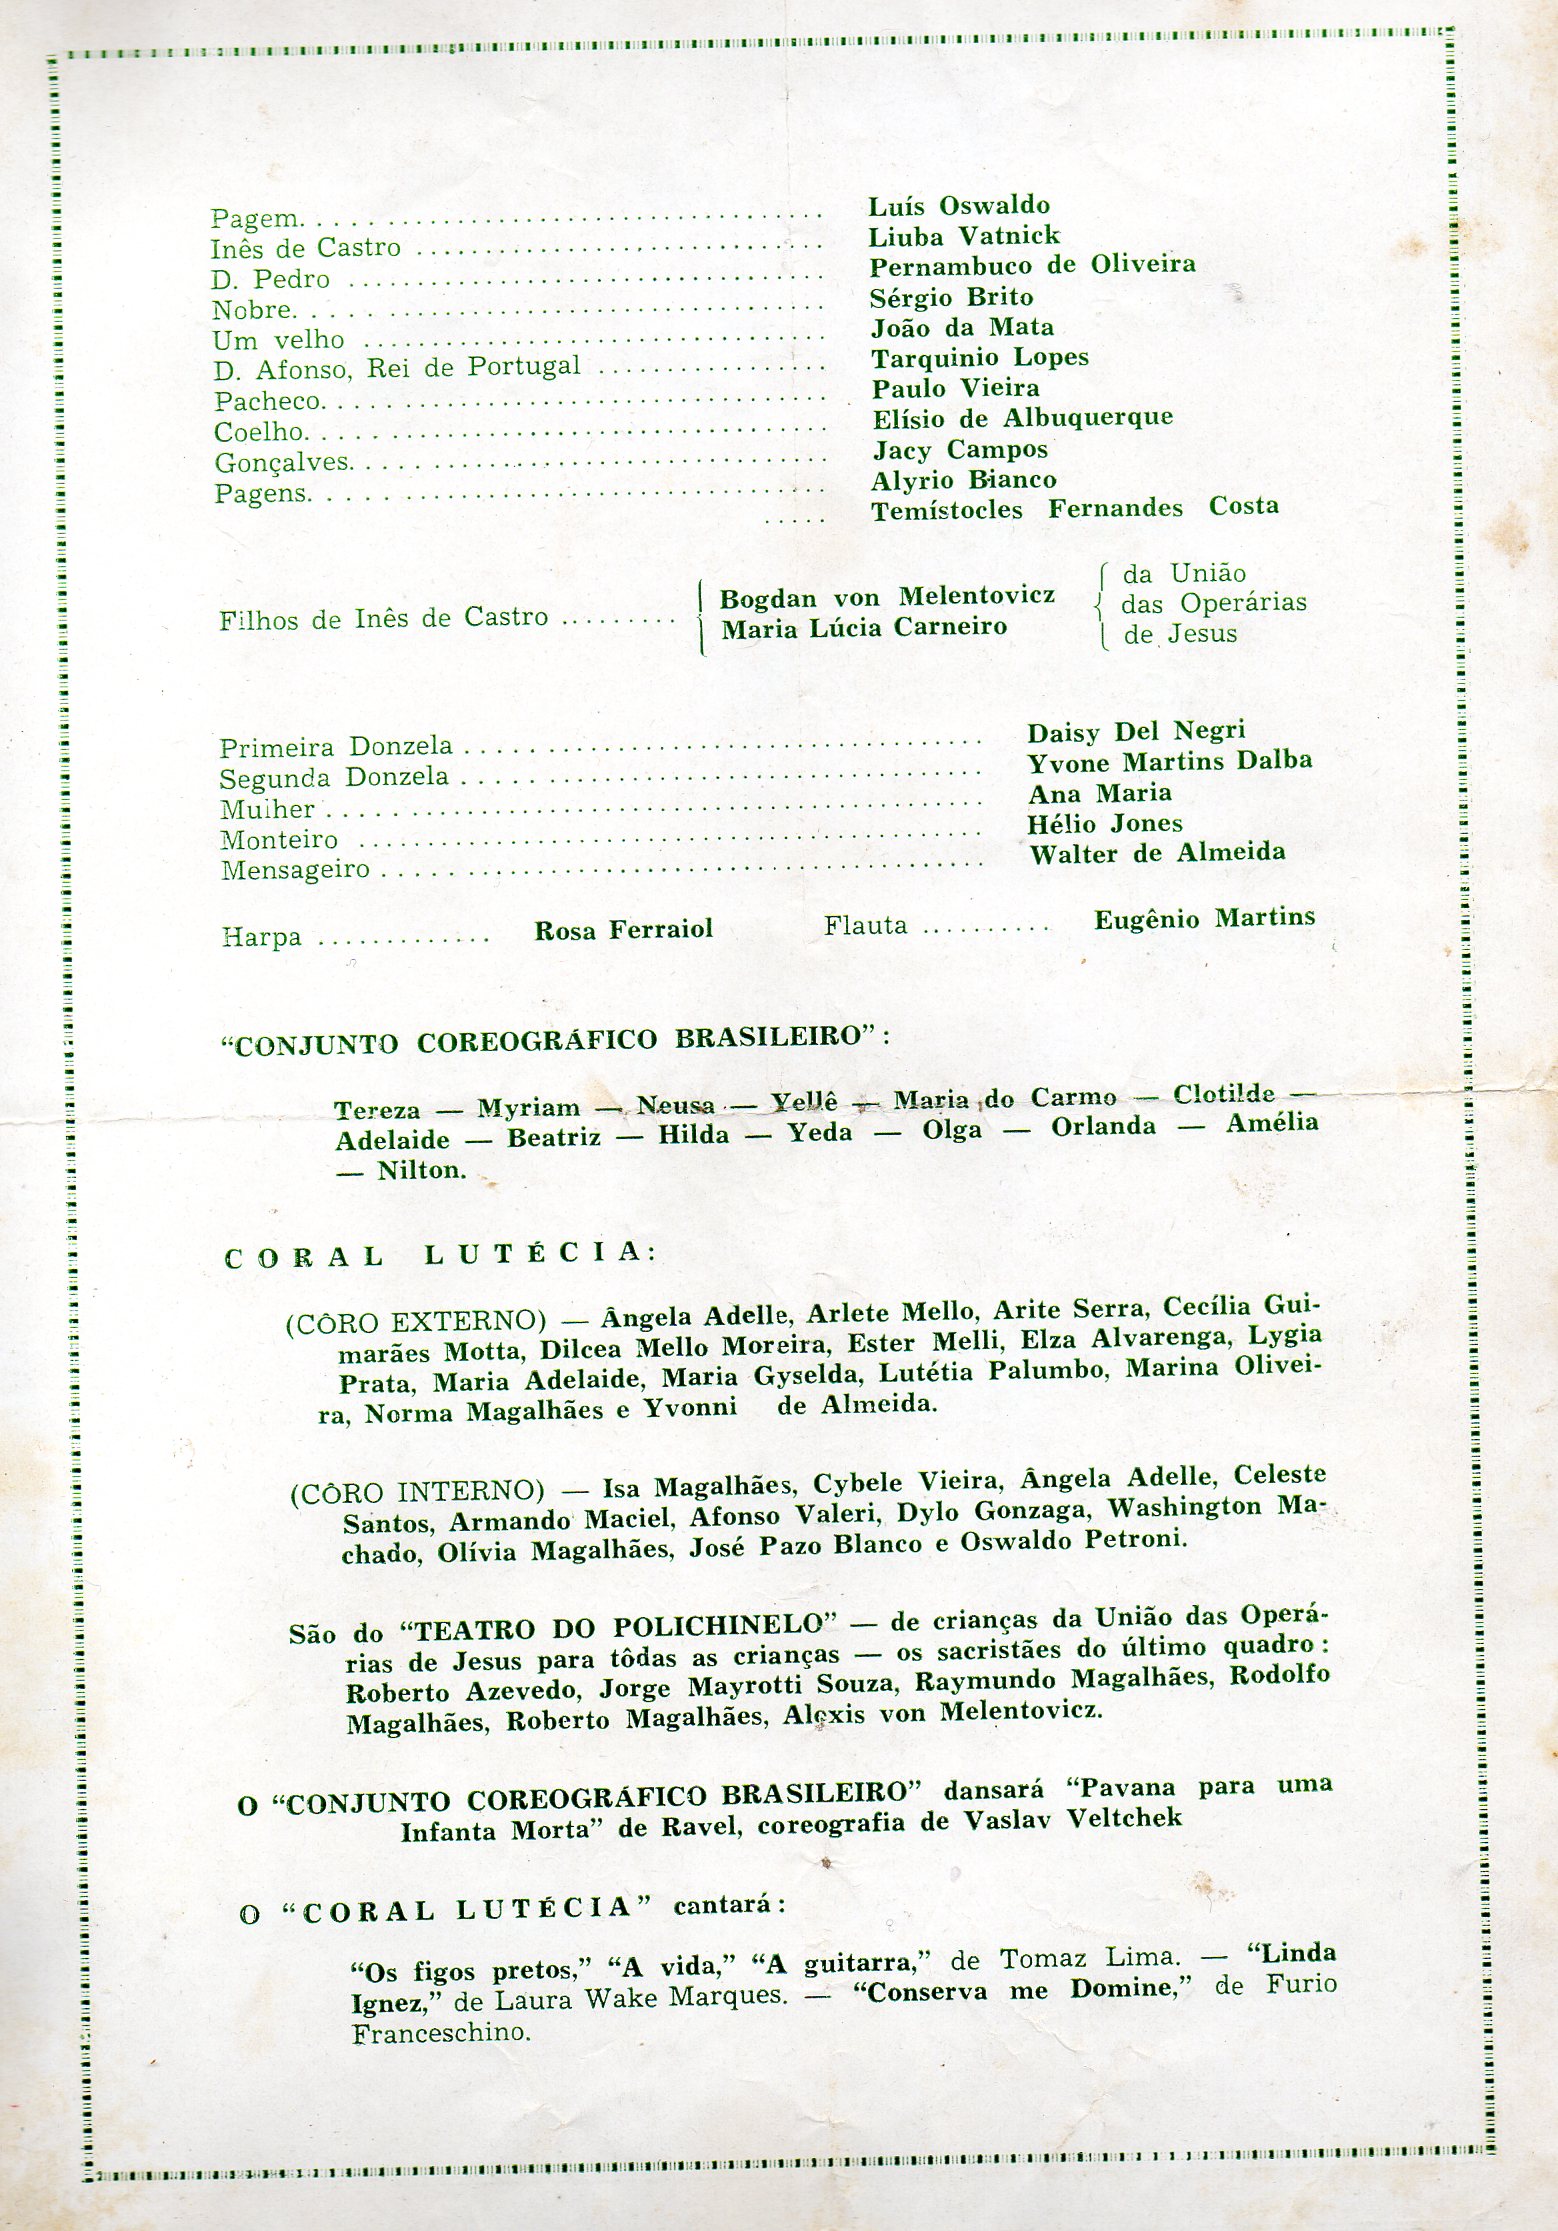 Pagem. . . . . . . . . . . . . . . . . . . . . . . . . . . . . . . . . . . . . . Luís Oswaldo
Inês de Castro . . . . . . . . . . . . . . . . . . . . . . . . . . . . . . Liuba Vatnick
D. Pedro . . . . . . . . . . . . . . . . . . . . . . . . . . . . . . . . . . . Pernambuco de Oliveira
Nobre. . . . . . . . . . . . . . . . . . . . . . . . . . . . . . . . . . . . . . . Sérgio Brito
Um velho . . . . . . . . . . . . . . . . . . . . . . . . . . . . . . . . . . João da Mata
D. Afonso, Rei de Portugal . . . . . . . . . . . . . . . . . Tarquinio Lopes
Pacheco. . . . . . . . . . . . . . . . . . . . . . . . . . . . . . . . . . . . . Paulo Vieira
Coelho. . . . . . . . . . . . . . . . . . . . . . . . . . . . . . . . . . . . . . Elísio de Albuquerque
Gonçalves. . . . . . . . . . . . . . . . . . . . . . . . . . . . . . . . . . . Jacy Campos
Pagens. . . . . . . . . . . . . . . . . . . . . . . . . . . . . . . . . . . . . . Alyrio Bianco
. . . . . Temístocles Fernandes Costa
da União
Filhos de Inês de Castro . . . . . . . . . Bogdan von Melentovicz das Operárias
Maria Lúcia Carneiro de Jesus
Primeira Donzela . . . . . . . . . . . . . . . . . . . . . . . . . . . . . . . . . . . . . . Daisy Del Negri
Segunda Donzela . . . . . . . . . . . . . . . . . . . . . . . . . . . . . . . . . . . . . . Yvone Martins Dalba
Mulher . . . . . . . . . . . . . . . . . . . . . . . . . . . . . . . . . . . . . . . . . . . . . . . . Ana Maria
Monteiro . . . . . . . . . . . . . . . . . . . . . . . . . . . . . . . . . . . . . . . . . . . . . Hélio Jones
Mensageiro . . . . . . . . . . . . . . . . . . . . . . . . . . . . . . . . . . . . . . . . . . . . Walter de Almeida
Harpa . . . . . . . . . . . . . Rosa Ferraiol Flauta . . . . . . . . . . Eugênio Martins
“CONJUNTO COREOGRÁFICO BRASILEIRO”:
Tereza — Myriam — Neusa — Yellê — Maria do Carmo — Clotilde —
Adelaide — Beatriz — Hilda — Yeda — Olga — Orlanda — Amélia
— Nilton.
CORAL LUTÉCIA:
(CÔRO EXTERNO) — Ângela Adelle, Arlete Mello, Arite Serra, Cecília Gui-
marães Motta, Dilcea Mello Moreira, Ester Melli, Elza Alvarenga, Lygia
Prata, Maria Adelaide, Maria Gyselda, Lutétia Palumbo, Marina Olivei-
ra, Norma Magalhães e Yvonni de Almeida.
(CÔRO INTERNO) — Isa Magalhães, Cybele Vieira, Ângela Adelle, Celeste
Santos, Armando Maciel, Afonso Valeri, Dylo Gonzaga, Washington Ma-
chado, Olívia Magalhães, José Pazo Blanco e Oswaldo Petroni.
São do “TEATRO DO POLICHINELO” — de crianças da União das Operá-
rias de Jesus para tôdas as crianças — os sacristães do último quadro:
Roberto Azevedo, Jorge Mayrotti Souza, Raymundo Magalhães, Rodolfo
Magalhães, Roberto Magalhães, Alexis von Melentovicz.
O “CONJUNTO COREOGRÁFICO BRASILEIRO” dansará “Pavana para uma
Infanta Morta” de Ravel, coreografia de Vaslav Veltchek
O “CORAL LUTÉCIA” cantará:
“Os figos pretos,” “A vida,” “A guitarra,” de Tomaz Lima. — “Linda
Ignez,” de Laura Wake Marques. — “Conserva me Domine,” de Furio
Franceschino.